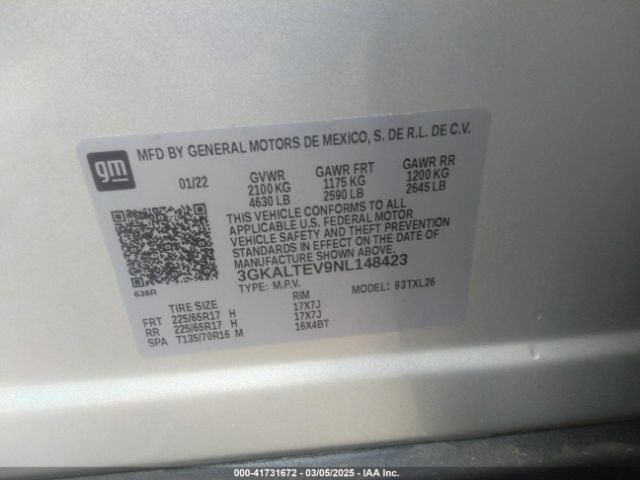 gm
MFD BY GENERAL MOTORS DE MEXICO, S. DE R.L. DE C.V.
01/22 GVWR GAWR FRT GAWR RR
2100 KG 1175 KG 1200 KG
4630 LB 2590 LB 2645 LB
THIS VEHICLE CONFORMS TO ALL
APPLICABLE U.S. FEDERAL MOTOR
VEHICLE SAFETY AND THEFT PREVENTION
STANDARDS IN EFFECT ON THE DATE OF
MANUFACTURE SHOWN ABOVE.
3GKALTEV9NL148423
636R
TYPE: M.P.V. MODEL: 93TXL26
TIRE SIZE RIM
FRT 225/65R17 H 17X7J
RR 225/65R17 H 17X7J
SPA T135/70R16 M 16X4BT
000-41731672 — 03/05/2025 — IAA Inc.